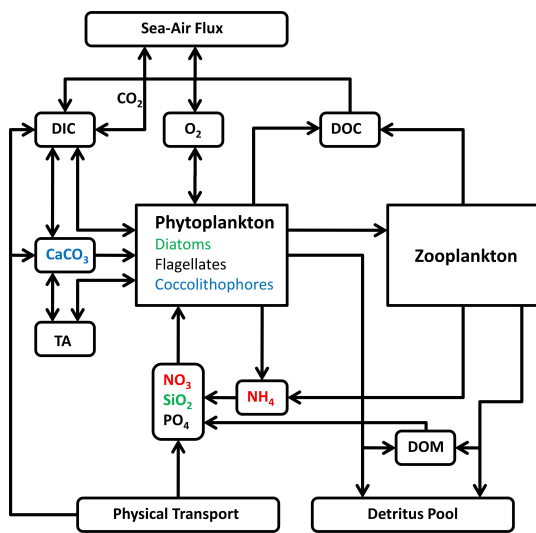 Sea-Air Flux
CO₂
DIC
O₂
DOC
Phytoplankton
Diatoms
Flagellates
Coccolithophores
Zooplankton
CaCO₃
TA
NO₃
SiO₂
PO₄
NH₄
DOM
Physical Transport
Detritus Pool